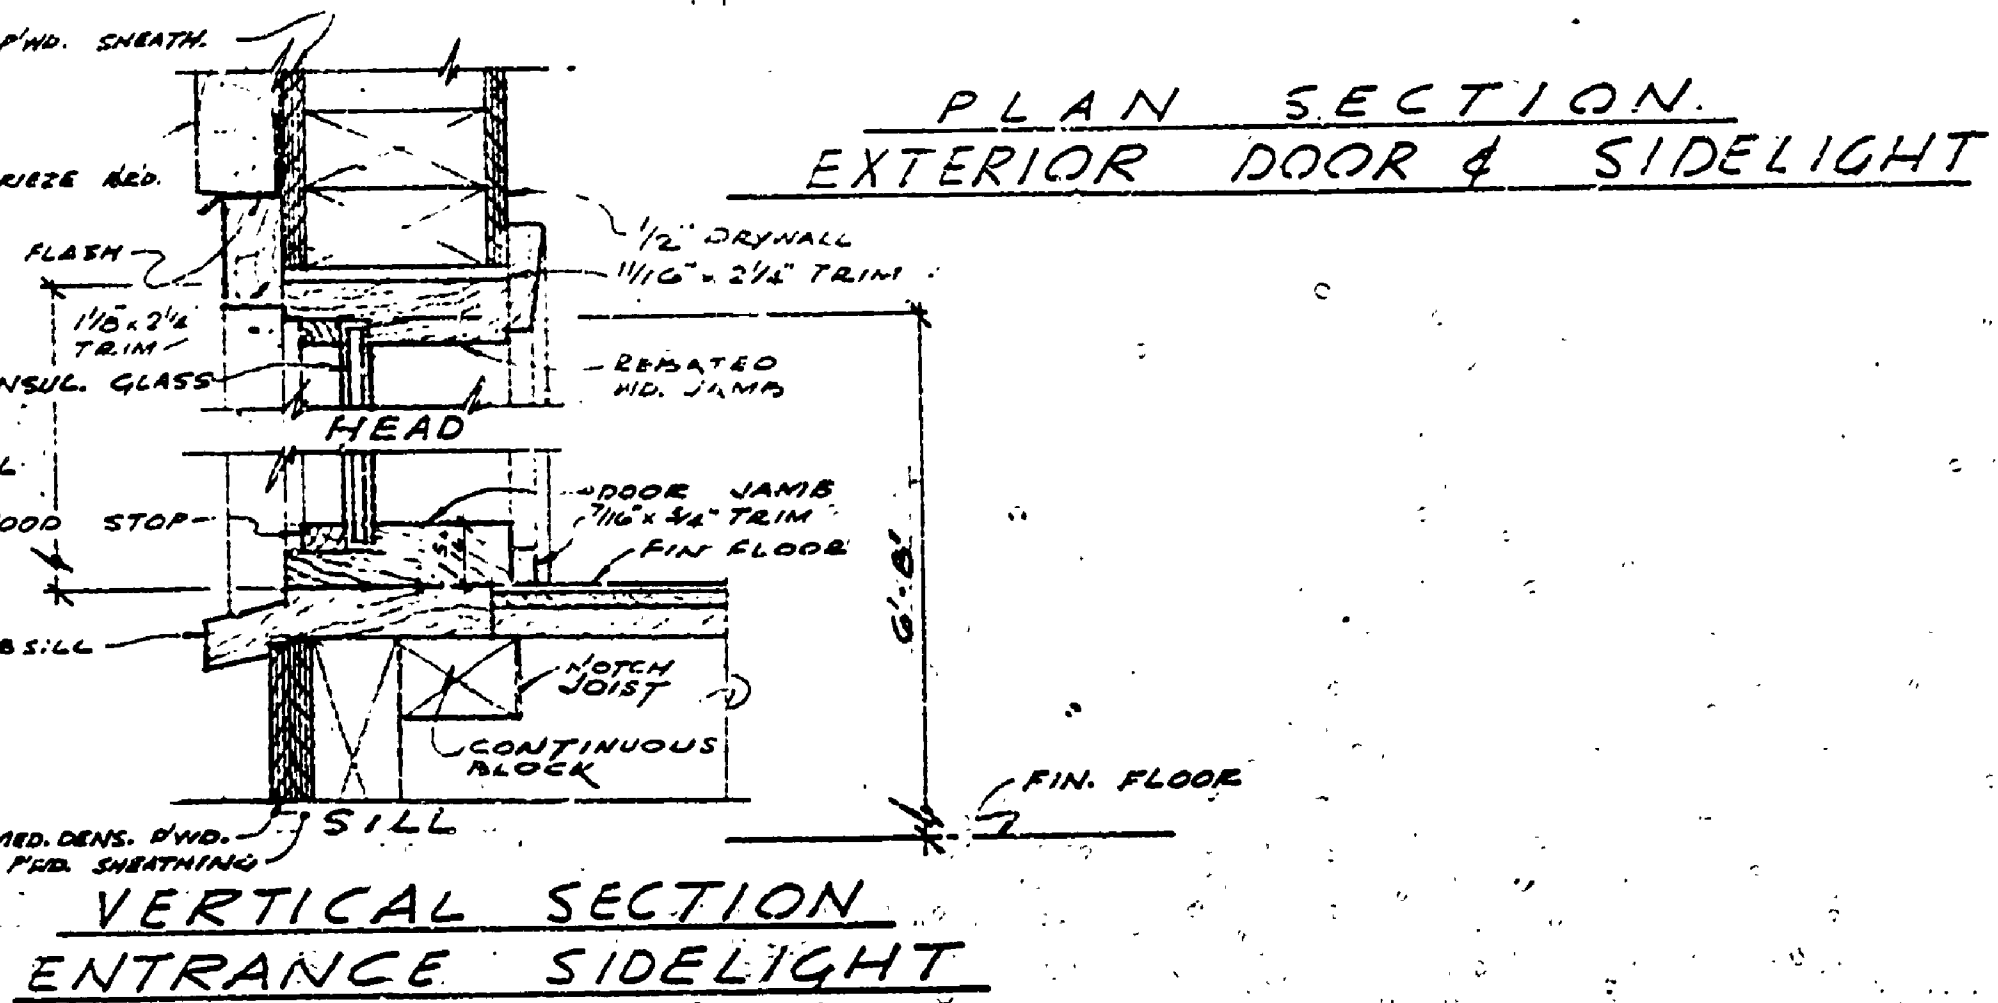 P'WD. SHEATH.
PLAN SECTION.
EXTERIOR DOOR & SIDELIGHT
FLASH
1/2" DRYWALL
11/16" x 2 1/4" TRIM
1 1/8" x 2 1/4
TRIM
GLASS
REBATED
WD. JAMB
HEAD
DOOR JAMB
STOP
7/16" x 3/4" TRIM
FIN FLOOR
6'-8"
SILL
NOTCH
JOIST
CONTINUOUS
BLOCK
FIN. FLOOR
SILL
MED. DENS. P'WD.
P'WD. SHEATHING
VERTICAL SECTION
ENTRANCE SIDELIGHT